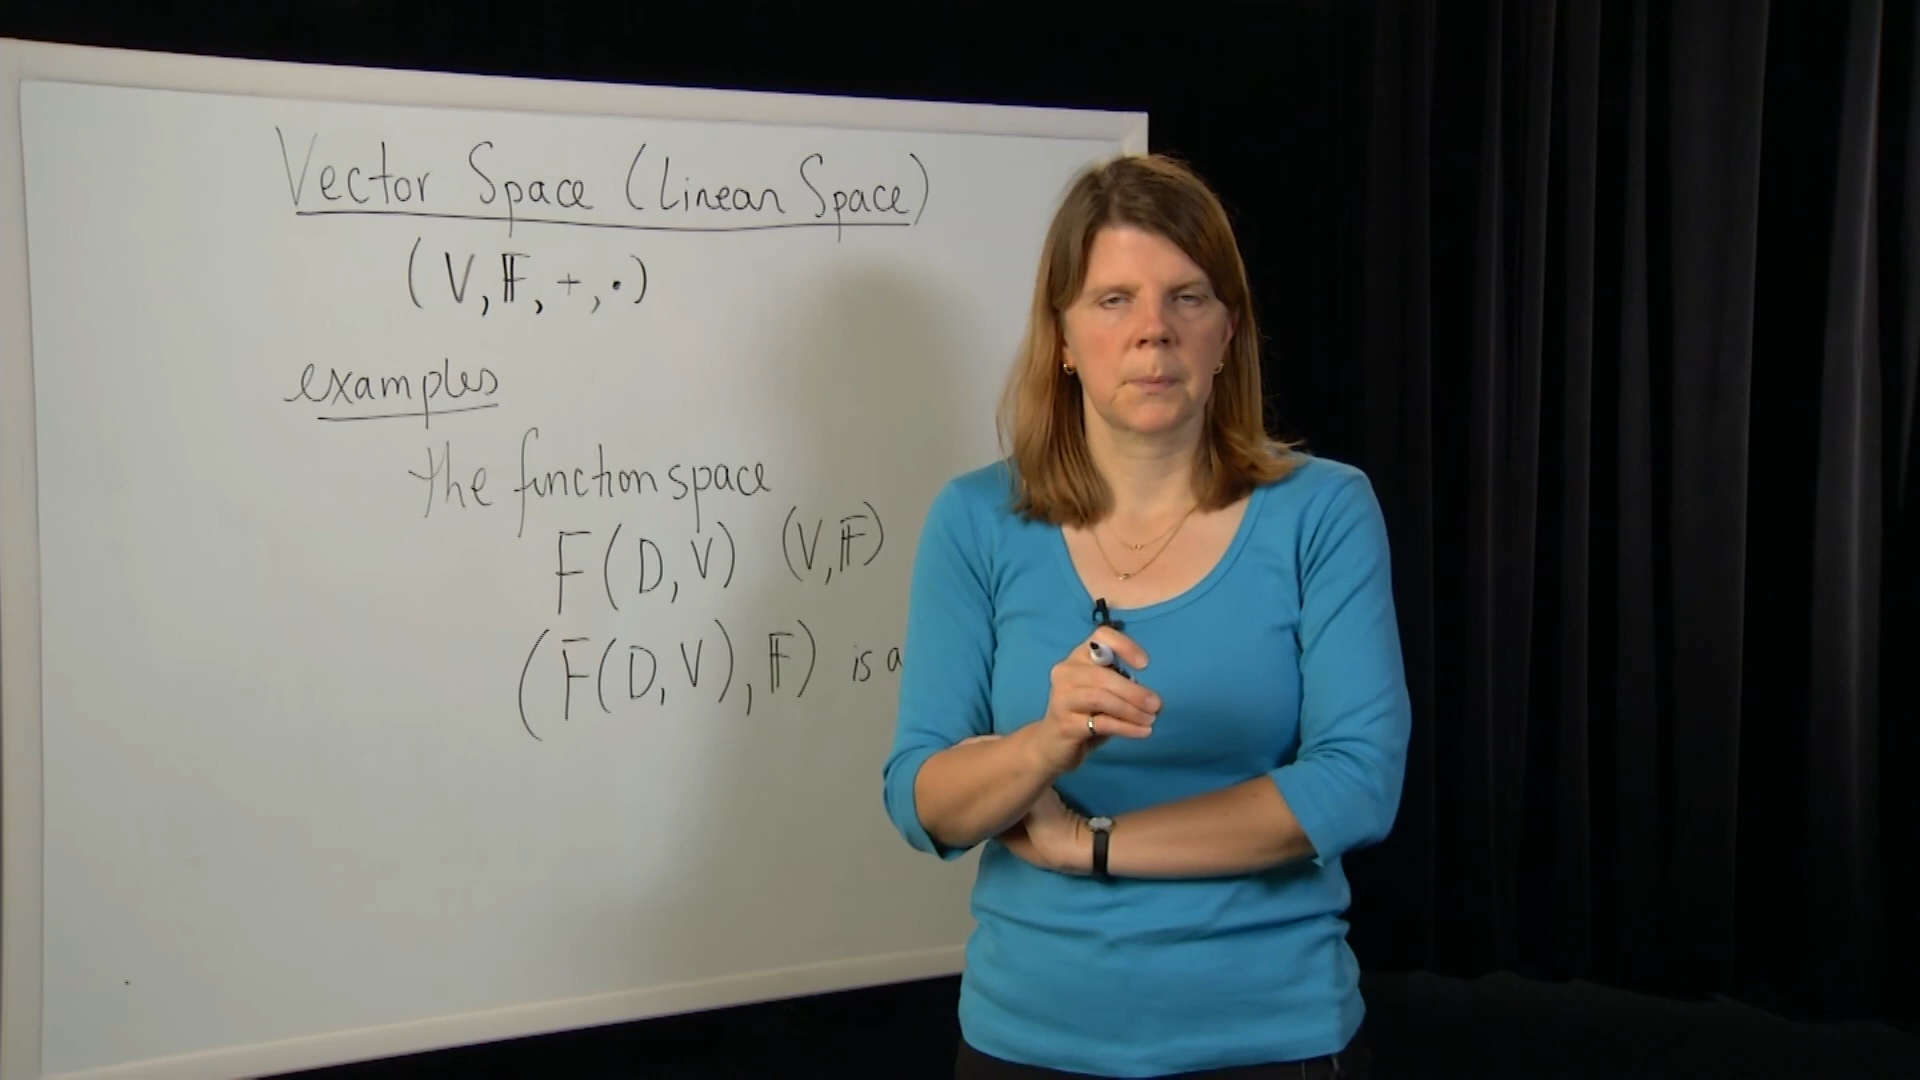 Vector Space (Linear Space)
(V, 𝔽, +, •)
examples
the function space
F(D, V) (V, 𝔽)
(F(D, V), 𝔽) is a